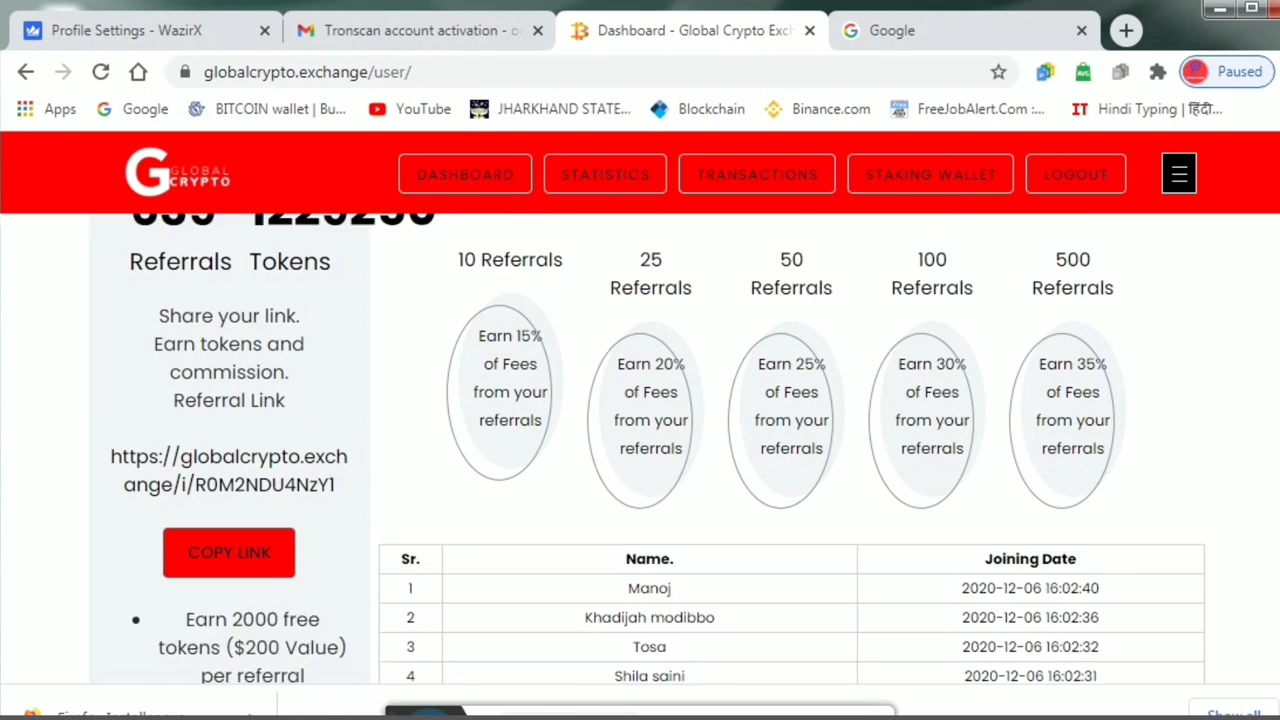 Profile Settings - WazirX
Tronscan account activation - o
Dashboard - Global Crypto Exc
Google
globalcrypto.exchange/user/
Paused
Apps
Google
BITCOIN wallet | Bu...
YouTube
JHARKHAND STATE...
Blockchain
Binance.com
FreeJobAlert.Com :...
IT Hindi Typing | हिंदी...
GLOBAL
CRYPTO
DASHBOARD
STATISTICS
TRANSACTIONS
STAKING WALLET
LOGOUT
Referrals Tokens
Share your link.
Earn tokens and
commission.
Referral Link
https://globalcrypto.exch
ange/i/R0M2NDU4NzY1
COPY LINK
Earn 2000 free
tokens ($200 Value)
per referral
10 Referrals
Earn 15%
of Fees
from your
referrals
25
Referrals
Earn 20%
of Fees
from your
referrals
50
Referrals
Earn 25%
of Fees
from your
referrals
100
Referrals
Earn 30%
of Fees
from your
referrals
500
Referrals
Earn 35%
of Fees
from your
referrals
Sr. Name. Joining Date
1 Manoj 2020-12-06 16:02:40
2 Khadijah modibbo 2020-12-06 16:02:36
3 Tosa 2020-12-06 16:02:32
4 Shila saini 2020-12-06 16:02:31
Show all